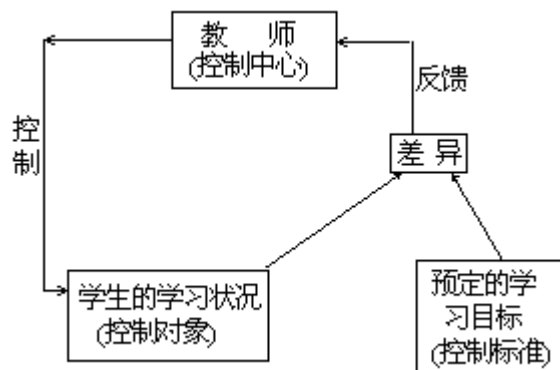 教 师
(控制中心)
反馈
控
制
差 异
学生的学习状况
(控制对象)
预定的学
习目标
(控制标准)